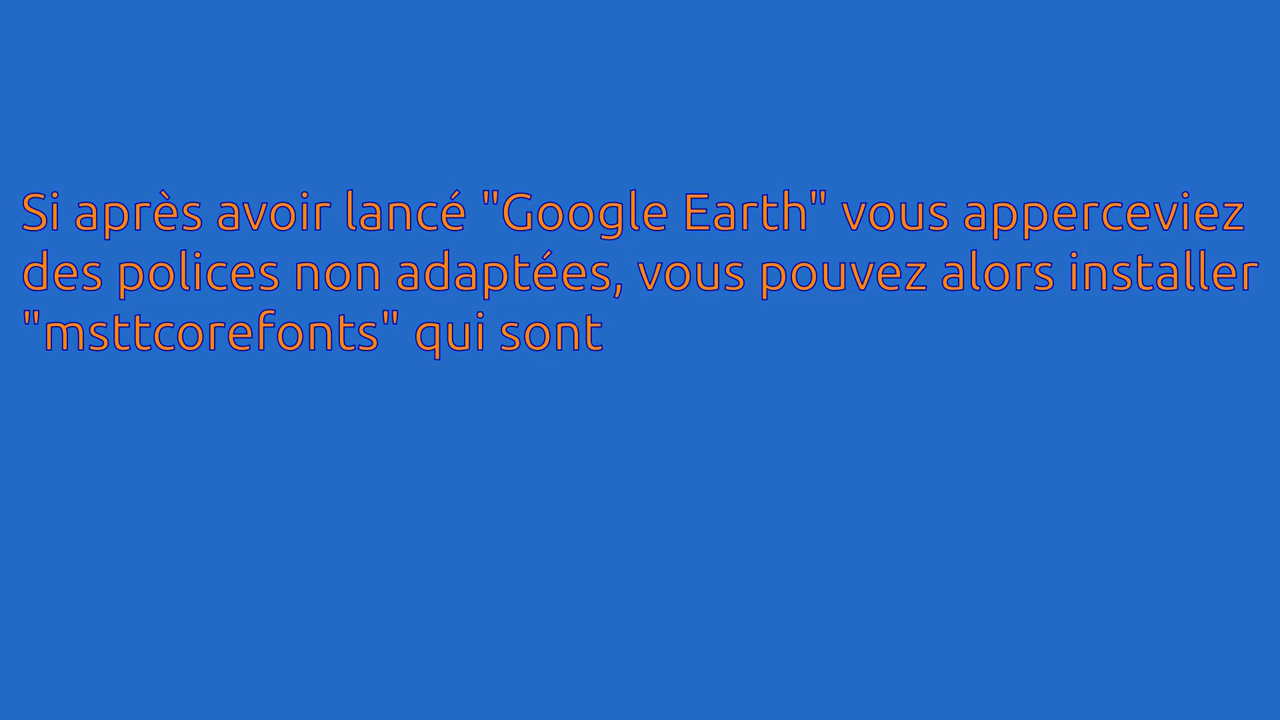 Si après avoir lancé "Google Earth" vous apperceviez
des polices non adaptées, vous pouvez alors installer
"msttcorefonts" qui sont